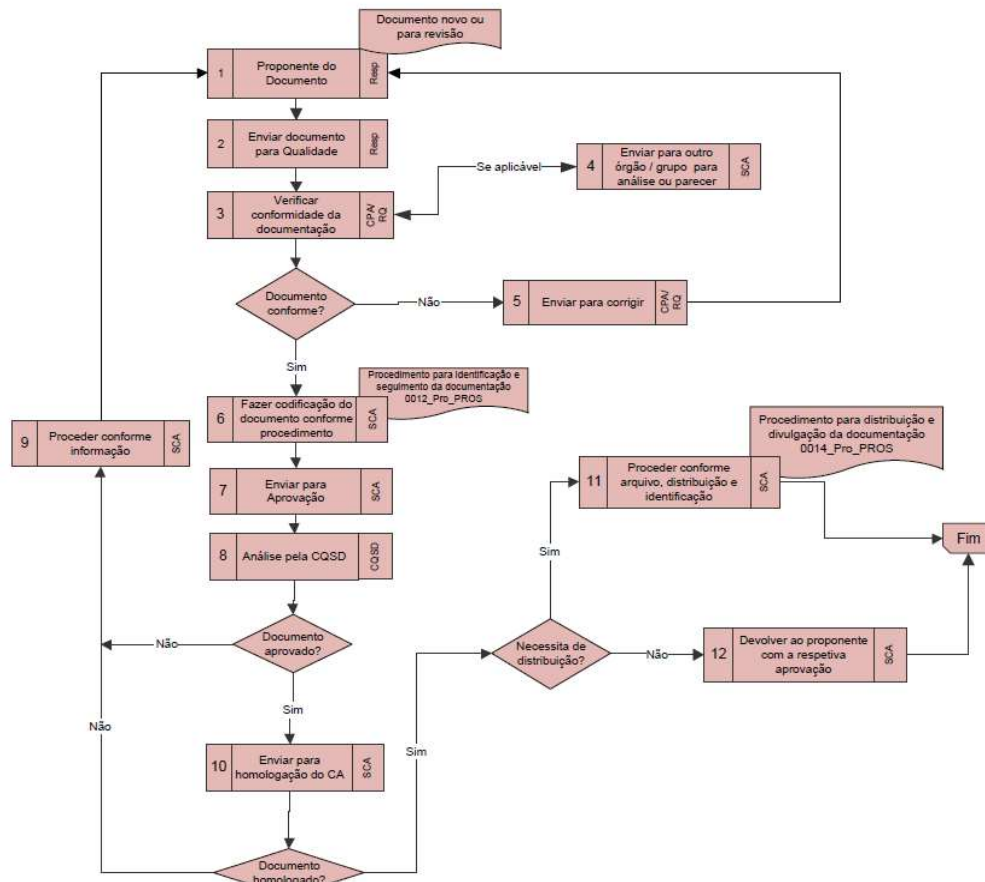 Documento novo ou
para revisão
1
Proponente do
Documento
Resp
2
Enviar documento
para Qualidade
Resp
Se aplicável
4
Enviar para outro
órgão / grupo para
análise ou parecer
SCA
3
Verificar
conformidade da
documentação
CPA/
RQ
Documento
conforme?
Não
5
Enviar para corrigir
CPA/
RQ
Sim
Procedimento para identificação e
seguimento da documentação
0012_Pro_PROS
6
Fazer codificação do
documento conforme
procedimento
SCA
9
Proceder conforme
informação
SCA
7
Enviar para
Aprovação
SCA
8
Análise pela CQSD
CQSD
Procedimento para distribuição e
divulgação da documentação
0014_Pro_PROS
11
Proceder conforme
arquivo, distribuição e
identificação
SCA
Fim
Sim
Não
Documento
aprovado?
Necessita de
distribuição?
Não
12
Devolver ao proponente
com a respetiva
aprovação
SCA
Sim
Não
Sim
10
Enviar para
homologação do CA
SCA
Documento
homologado?